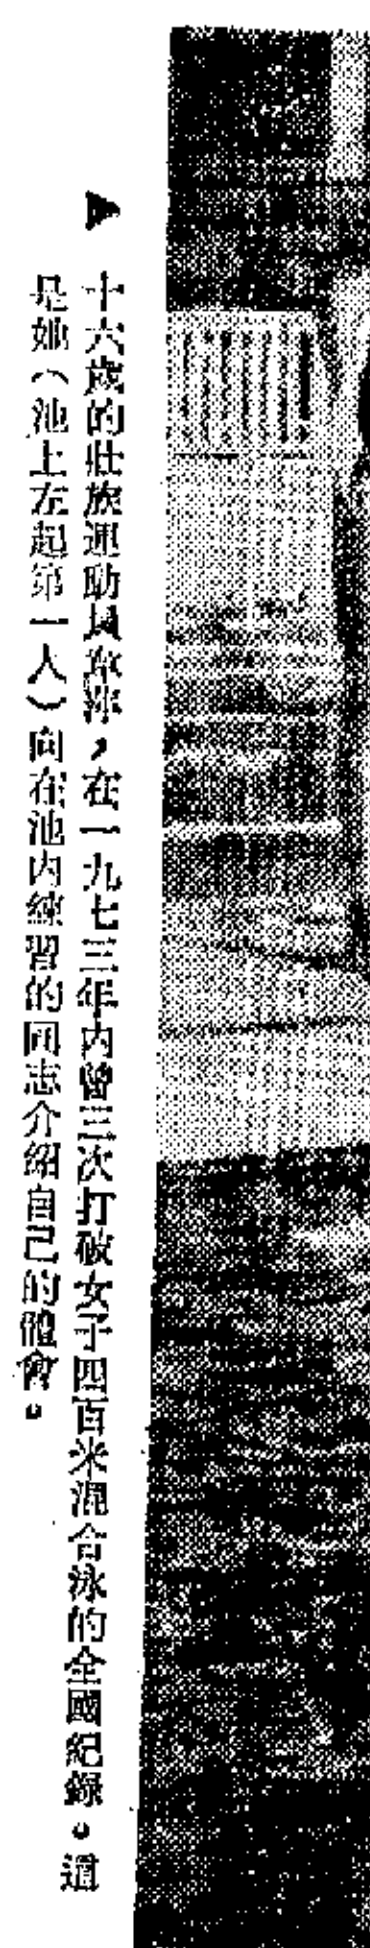 ▲ 十六歲的壯族運動員，在一九七三年內曾三次打破女子四百米混合泳的全國紀錄。這
是她（池上左起第一人）向在池內練習的同志介紹自己的體會。